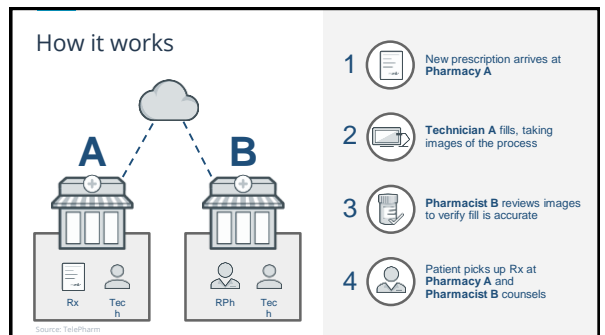 How it works
A
B
Rx
Tec
h
RPh
Tec
h
Source: TelePharm
1
New prescription arrives at
Pharmacy A
2
Technician A fills, taking
images of the process
3
Pharmacist B reviews images
to verify fill is accurate
4
Patient picks up Rx at
Pharmacy A and
Pharmacist B counsels